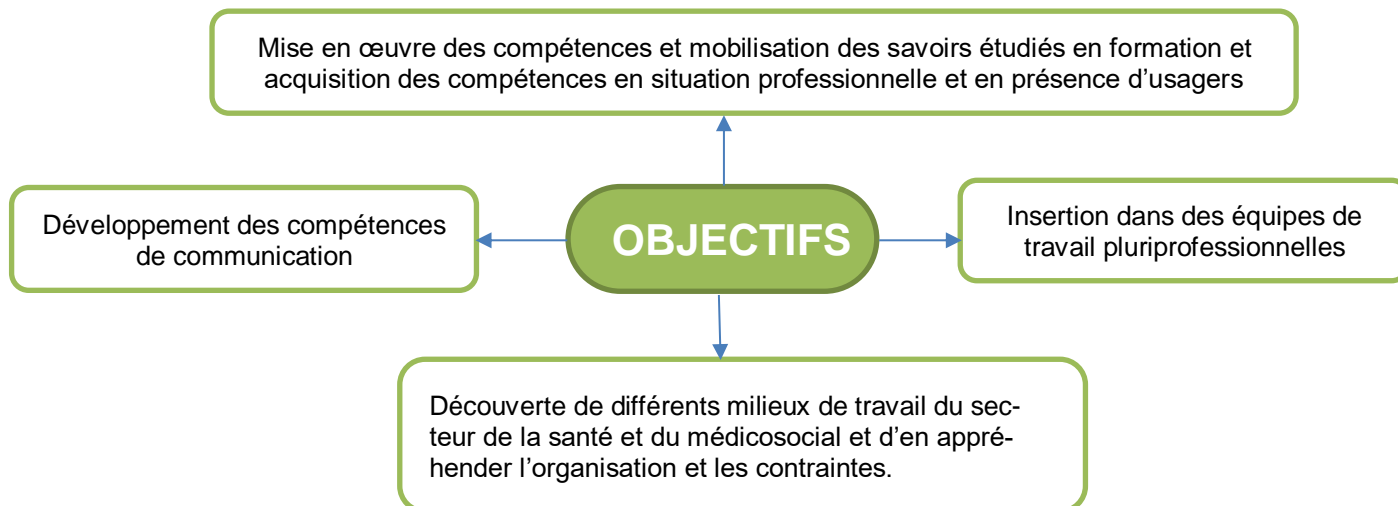 Mise en œuvre des compétences et mobilisation des savoirs étudiés en formation et
acquisition des compétences en situation professionnelle et en présence d'usagers
Développement des compétences
de communication
OBJECTIFS
Insertion dans des équipes de
travail pluriprofessionnelles
Découverte de différents milieux de travail du sec-
teur de la santé et du médicosocial et d'en appré-
hender l'organisation et les contraintes.